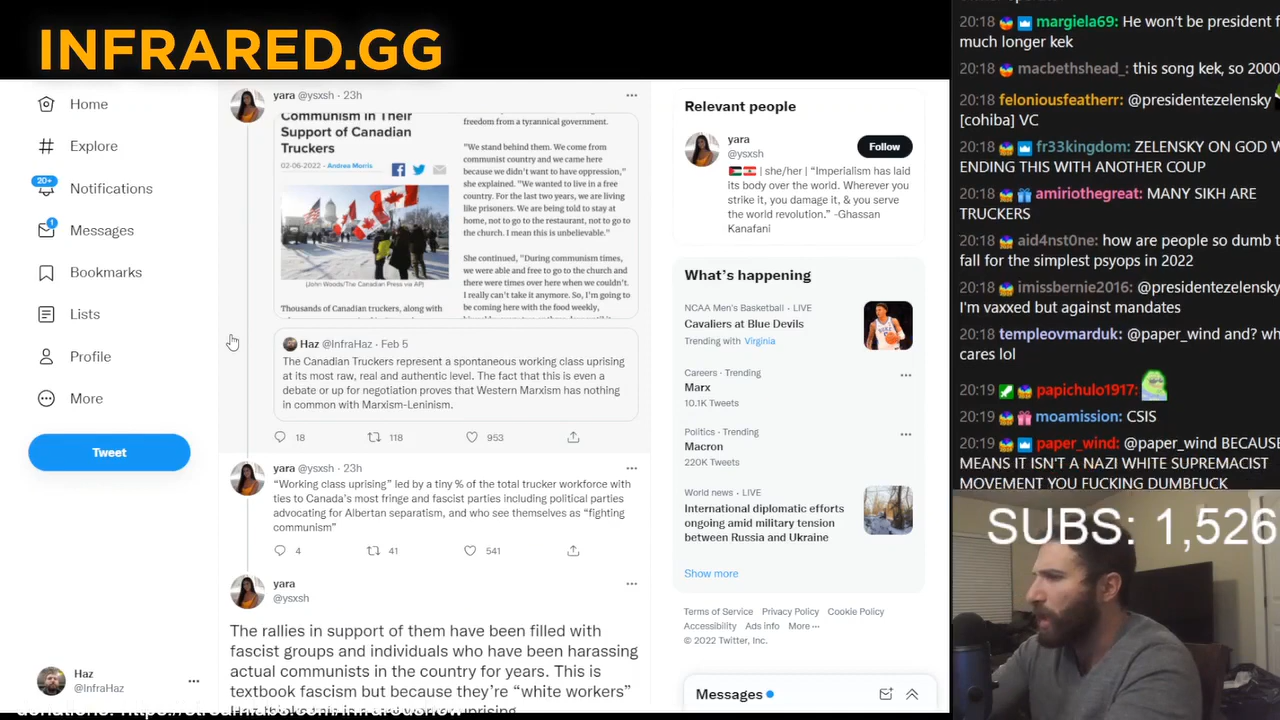 INFRARED.GG
Home
Explore
20+
Notifications
1
Messages
Bookmarks
Lists
Profile
More
Tweet
Haz
@InfraHaz
yara @ysxsh · 23h
Communism in Their
Support of Canadian
Truckers
02-06-2022 - Andrea Morris
(John Woods/The Canadian Press via AP)
Thousands of Canadian truckers, along with
freedom from a tyrannical government.
"We stand behind them. We come from
communist country and we came here
because we didn't want to have oppression,"
she explained. "We wanted to live in a free
country. For the last two years, we are living
like prisoners. We are being told to stay at
home, not to go to the restaurant, not to go to
the church. I mean this is unbelievable."
She continued, "During communism times,
we were able and free to go to the church and
there were times over here when we couldn't.
I really can't take it anymore. So, I'm going to
be coming here with the food weekly,
Haz @InfraHaz · Feb 5
The Canadian Truckers represent a spontaneous working class uprising
at its most raw, real and authentic level. The fact that this is even a
debate or up for negotiation proves that Western Marxism has nothing
in common with Marxism-Leninism.
18 118 953
yara @ysxsh · 23h
“Working class uprising” led by a tiny % of the total trucker workforce with
ties to Canada's most fringe and fascist parties including political parties
advocating for Albertan separatism, and who see themselves as “fighting
communism”
4 41 541
yara
@ysxsh
The rallies in support of them have been filled with
fascist groups and individuals who have been harassing
actual communists in the country for years. This is
textbook fascism but because they're “white workers”
Relevant people
yara
@ysxsh
Follow
| she/her | “Imperialism has
laid its body over the world. Wherever you
strike it, you damage it, & you serve
the world revolution.” -Ghassan
Kanafani
What's happening
NCAA Men's Basketball · LIVE
Cavaliers at Blue Devils
Trending with Virginia
Careers · Trending
Marx
10.1K Tweets
Politics · Trending
Macron
220K Tweets
World news · LIVE
International diplomatic efforts
ongoing amid military tension
between Russia and Ukraine
Show more
Terms of Service Privacy Policy Cookie Policy
Accessibility Ads info More ···
© 2022 Twitter, Inc.
Messages
20:18 margiela69: He won't be president f
much longer kek
20:18 macbethshead_: this song kek, so 2000
20:18 feloniousfeatherr: @presidentezelensky
[cohiba] VC
20:18 fr33kingdom: ZELENSKY ON GOD W
ENDING THIS WITH ANOTHER COUP
20:18 amiriothegreat: MANY SIKH ARE
TRUCKERS
20:18 aid4nst0ne: how are people so dumb t
fall for the simplest psyops in 2022
20:18 imissbernie2016: @presidentezelensky
I'm vaxxed but against mandates
20:18 templeovmarduk: @paper_wind and? wh
cares lol
20:19 papichulo1917:
20:19 moamission: CSIS
20:19 paper_wind: @paper_wind BECAUSE
MEANS IT ISN'T A NAZI WHITE SUPREMACIST
MOVEMENT YOU FUCKING DUMBFUCK
SUBS: 1,526